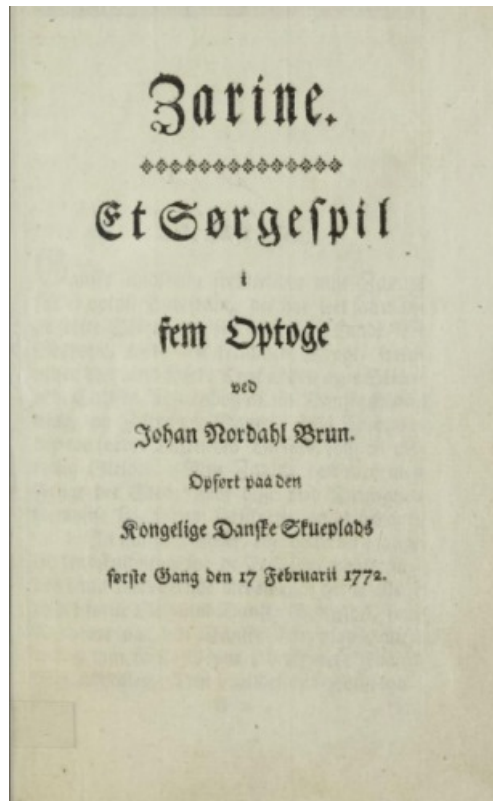 Zarine.
Et Sørgespil
i
fem Optoge
ved
Johan Nordahl Brun.
Opført paa den
Kongelige Danske Skueplads
første Gang den 17 Februarii 1772.